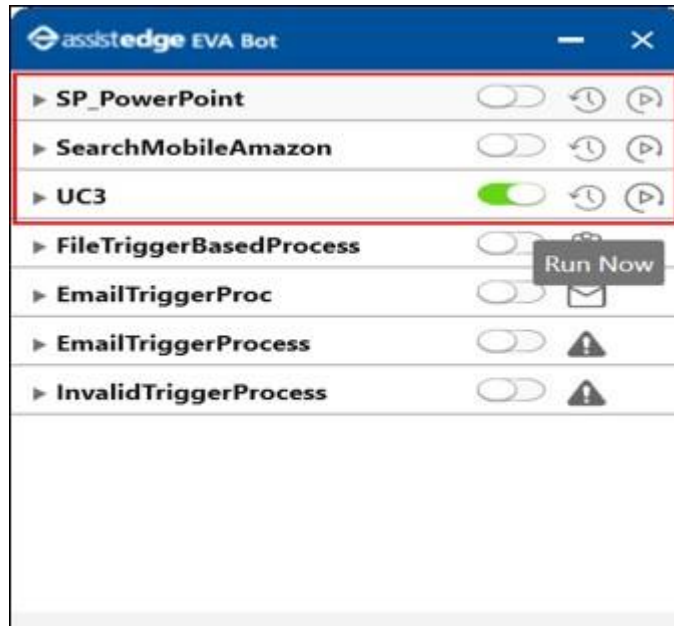 assistedge EVA Bot
SP_PowerPoint
SearchMobileAmazon
UC3
FileTriggerBasedProcess
Run Now
EmailTriggerProc
EmailTriggerProcess
InvalidTriggerProcess